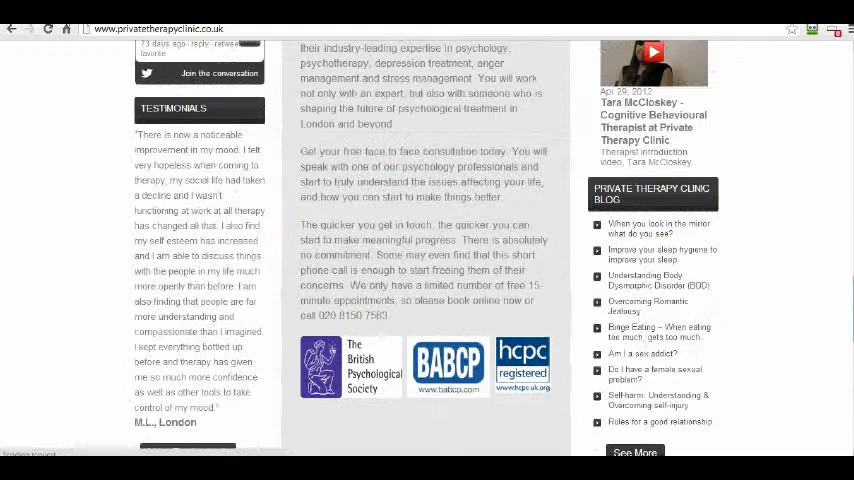 www.privatetherapyclinic.co.uk
73 days ago · reply · retweet
favorite
Join the conversation
TESTIMONIALS
"There is now a noticeable
improvement in my mood. I felt
very hopeless when coming to
therapy, my social life had taken
a decline and I wasn't
functioning at work at all therapy
has changed all that. I also find
my self esteem has increased
and I am able to discuss things
with the people in my life much
more openly than before. I am
also finding that people are far
more understanding and
compassionate than I imagined.
I kept everything bottled up
before and therapy has given
me so much more confidence
as well as other tools to take
control of my mood."
M.L., London
their industry-leading expertise in psychology,
psychotherapy, depression treatment, anger
management and stress management. You will work
not only with an expert, but also with someone who is
shaping the future of psychological treatment in
London and beyond.
Get your free face to face consultation today. You will
speak with one of our psychology professionals and
start to truly understand the issues affecting your life,
and how you can start to make things better.
The quicker you get in touch, the quicker you can
start to make meaningful progress. There is absolutely
no commitment. Some may even find that this short
phone call is enough to start freeing them of their
concerns. We only have a limited number of free 15-
minute appointments, so please book online now or
call 020 8150 7563.
The
British
Psychological
Society
BABCP
www.babcp.com
hcpc
registered
www.hcpc-uk.org
Apr 29, 2012
Tara McCloskey -
Cognitive Behavioural
Therapist at Private
Therapy Clinic
Therapist introduction
video, Tara McCloskey.
PRIVATE THERAPY CLINIC
BLOG
When you look in the mirror
what do you see?
Improve your sleep hygiene to
improve your sleep
Understanding Body
Dysmorphic Disorder (BDD)
Overcoming Romantic
Jealousy
Binge Eating – When eating
too much, gets too much.
Am I a sex addict?
Do I have a female sexual
problem?
Self-harm: Understanding &
Overcoming self-injury
Rules for a good relationship
See More